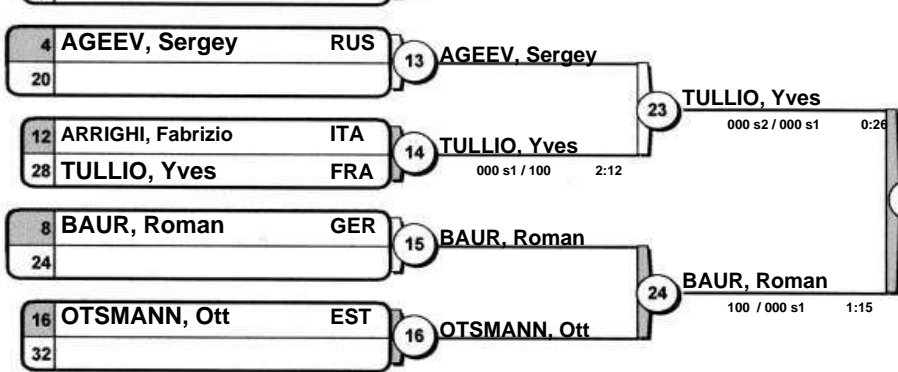 4 AGEEV, Sergey RUS
20
13 AGEEV, Sergey
12 ARRIGHI, Fabrizio ITA
28 TULLIO, Yves FRA
14 TULLIO, Yves
000 s1 / 100 2:12
23 TULLIO, Yves
000 s2 / 000 s1 0:26
8 BAUR, Roman GER
24
15 BAUR, Roman
16 OTSMANN, Ott EST
32
16 OTSMANN, Ott
24 BAUR, Roman
100 / 000 s1 1:15